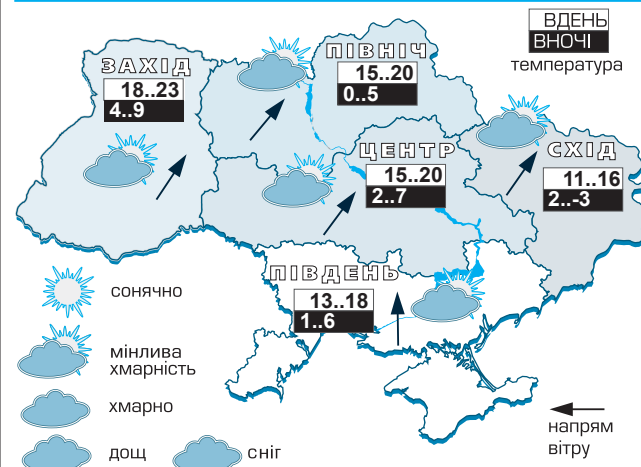 ВДЕНЬ
ВНОЧІ
температура
ЗАХІД
18..23
4..9
ПІВНІЧ
15..20
0..5
ЦЕНТР
15..20
2..7
СХІД
11..16
2..-3
ПІВДЕНЬ
13..18
1..6
сонячно
мінлива
хмарність
хмарно
дощ
сніг
напрям
вітру